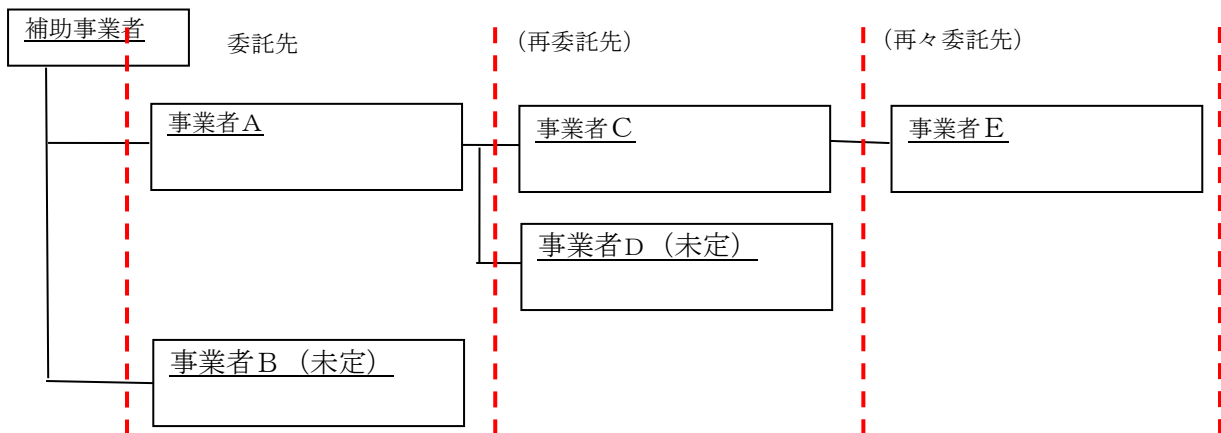 補助事業者
委託先
(再委託先)
(再々委託先)
事業者A
事業者C
事業者E
事業者D(未定)
事業者B(未定)